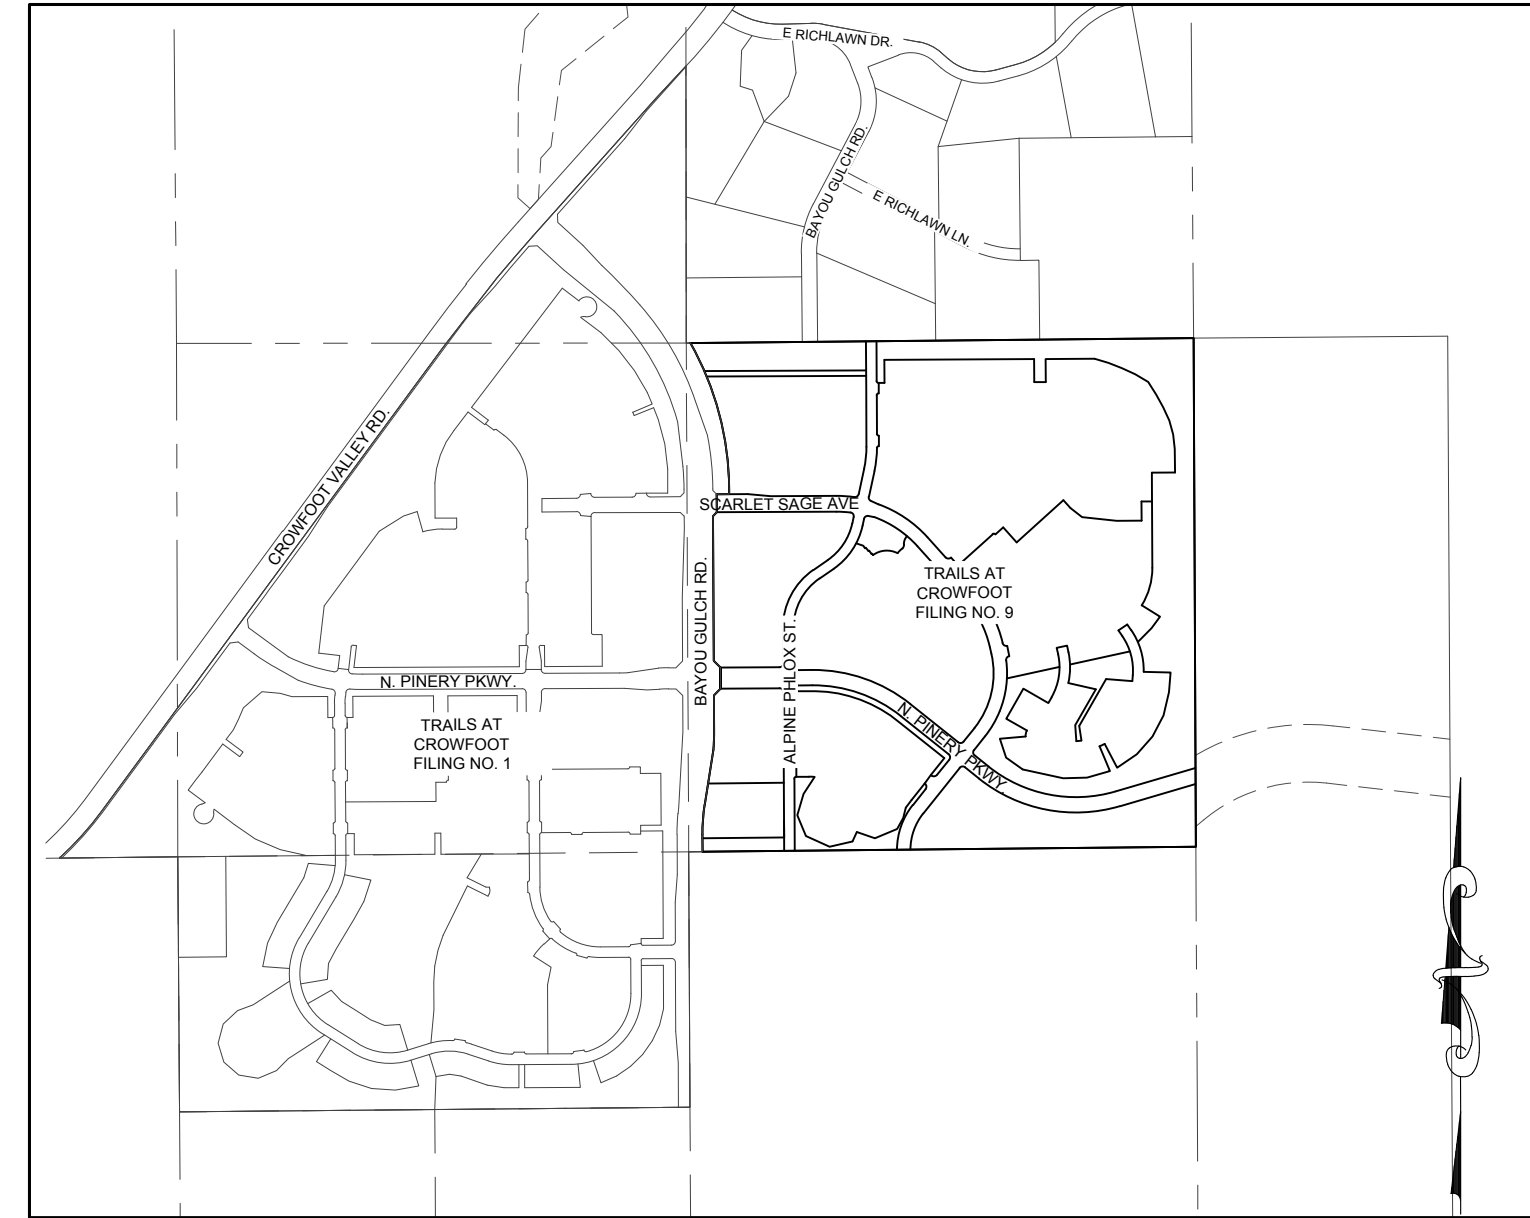 E RICHLAWN DR.
BAYOU GULCH RD.
E RICHLAWN LN.
CROWFOOT VALLEY RD.
SCARLET SAGE AVE
TRAILS AT
CROWFOOT
FILING NO. 9
BAYOU GULCH RD.
ALPINE PHLOX ST.
N. PINERY PKWY.
N. PINERY PKWY.
TRAILS AT
CROWFOOT
FILING NO. 1